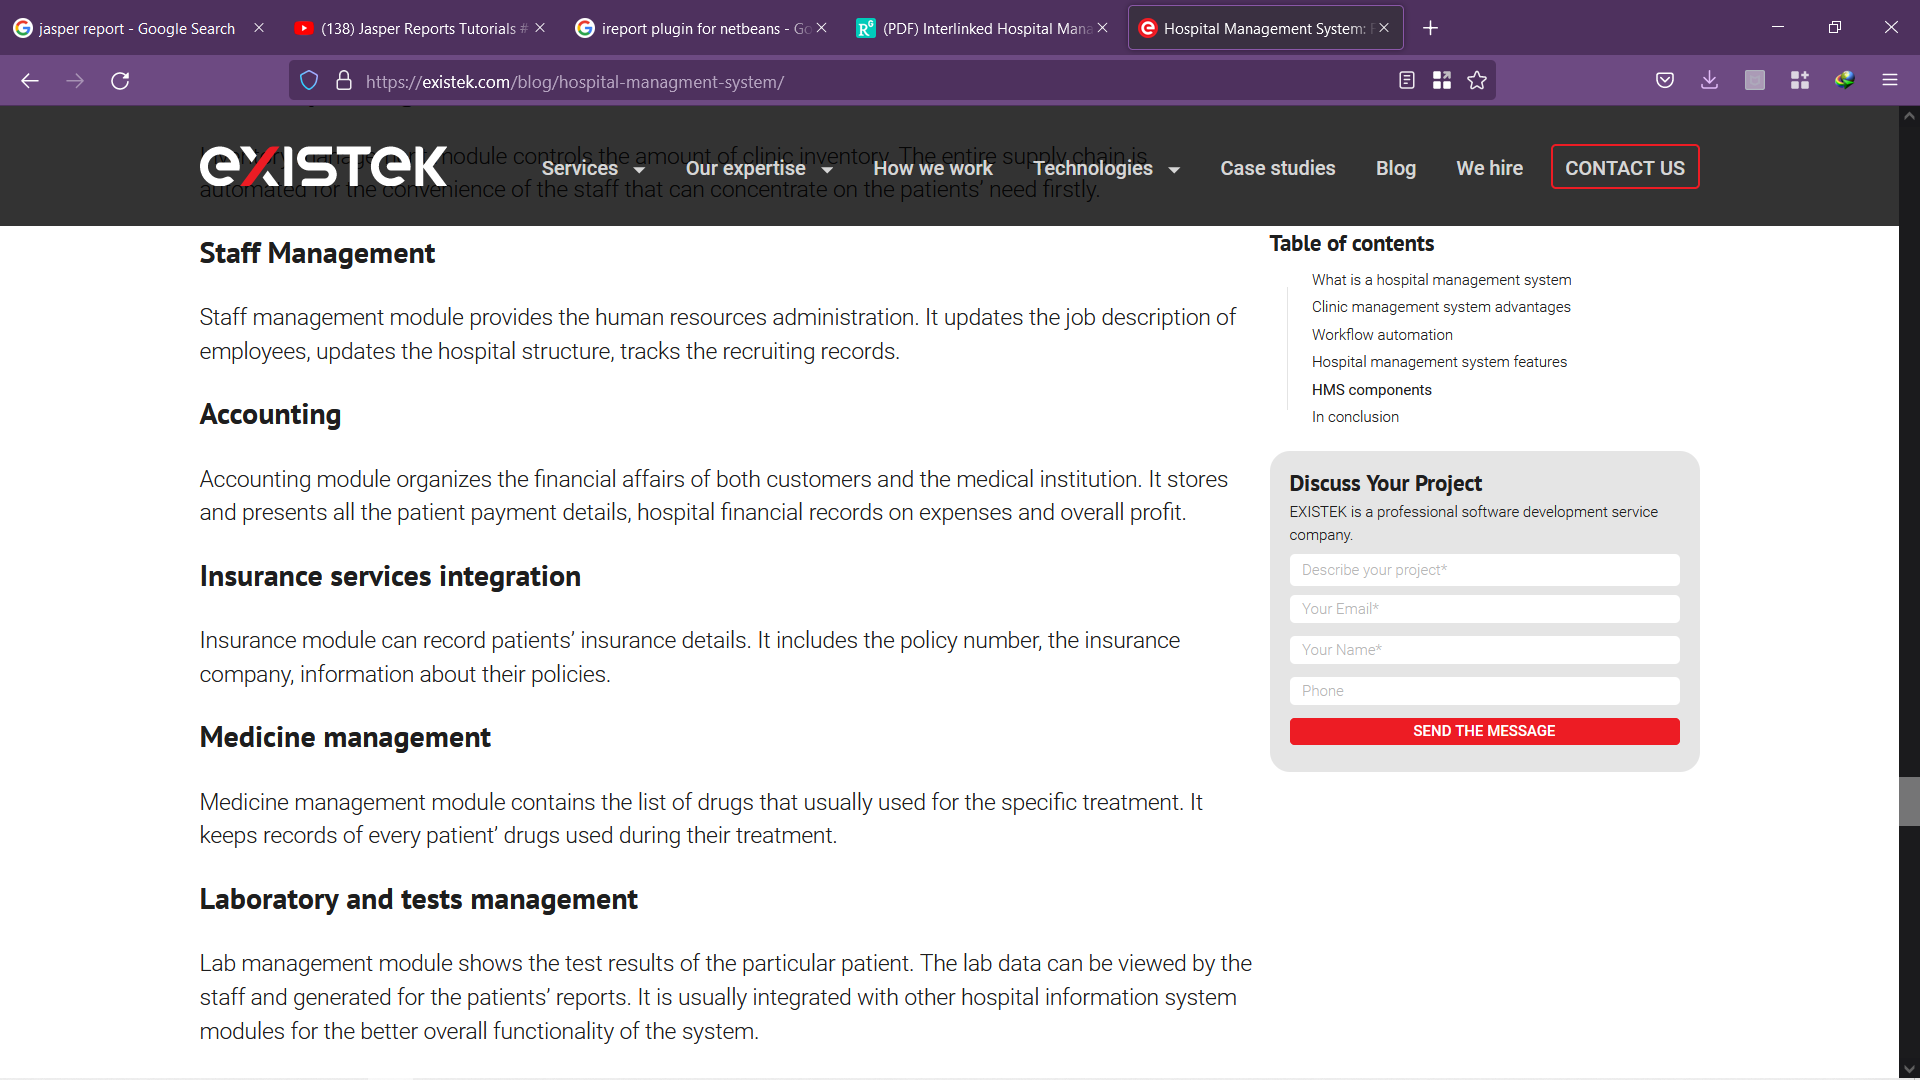 jasper report - Google Search
(138) Jasper Reports Tutorials #
ireport plugin for netbeans - Go
(PDF) Interlinked Hospital Mana
Hospital Management System:
https://existek.com/blog/hospital-managment-system/
existek
Services
Our expertise
How we work
Technologies
Case studies
Blog
We hire
CONTACT US
module controls the amount of clinic inventory. The entire supply chain is
automated for the convenience of the staff that can concentrate on the patients’ need firstly.
Staff Management
Staff management module provides the human resources administration. It updates the job description of
employees, updates the hospital structure, tracks the recruiting records.
Accounting
Accounting module organizes the financial affairs of both customers and the medical institution. It stores
and presents all the patient payment details, hospital financial records on expenses and overall profit.
Insurance services integration
Insurance module can record patients’ insurance details. It includes the policy number, the insurance
company, information about their policies.
Medicine management
Medicine management module contains the list of drugs that usually used for the specific treatment. It
keeps records of every patient’ drugs used during their treatment.
Laboratory and tests management
Lab management module shows the test results of the particular patient. The lab data can be viewed by the
staff and generated for the patients’ reports. It is usually integrated with other hospital information system
modules for the better overall functionality of the system.
Table of contents
What is a hospital management system
Clinic management system advantages
Workflow automation
Hospital management system features
HMS components
In conclusion
Discuss Your Project
EXISTEK is a professional software development service
company.
Describe your project*
Your Email*
Your Name*
Phone
SEND THE MESSAGE